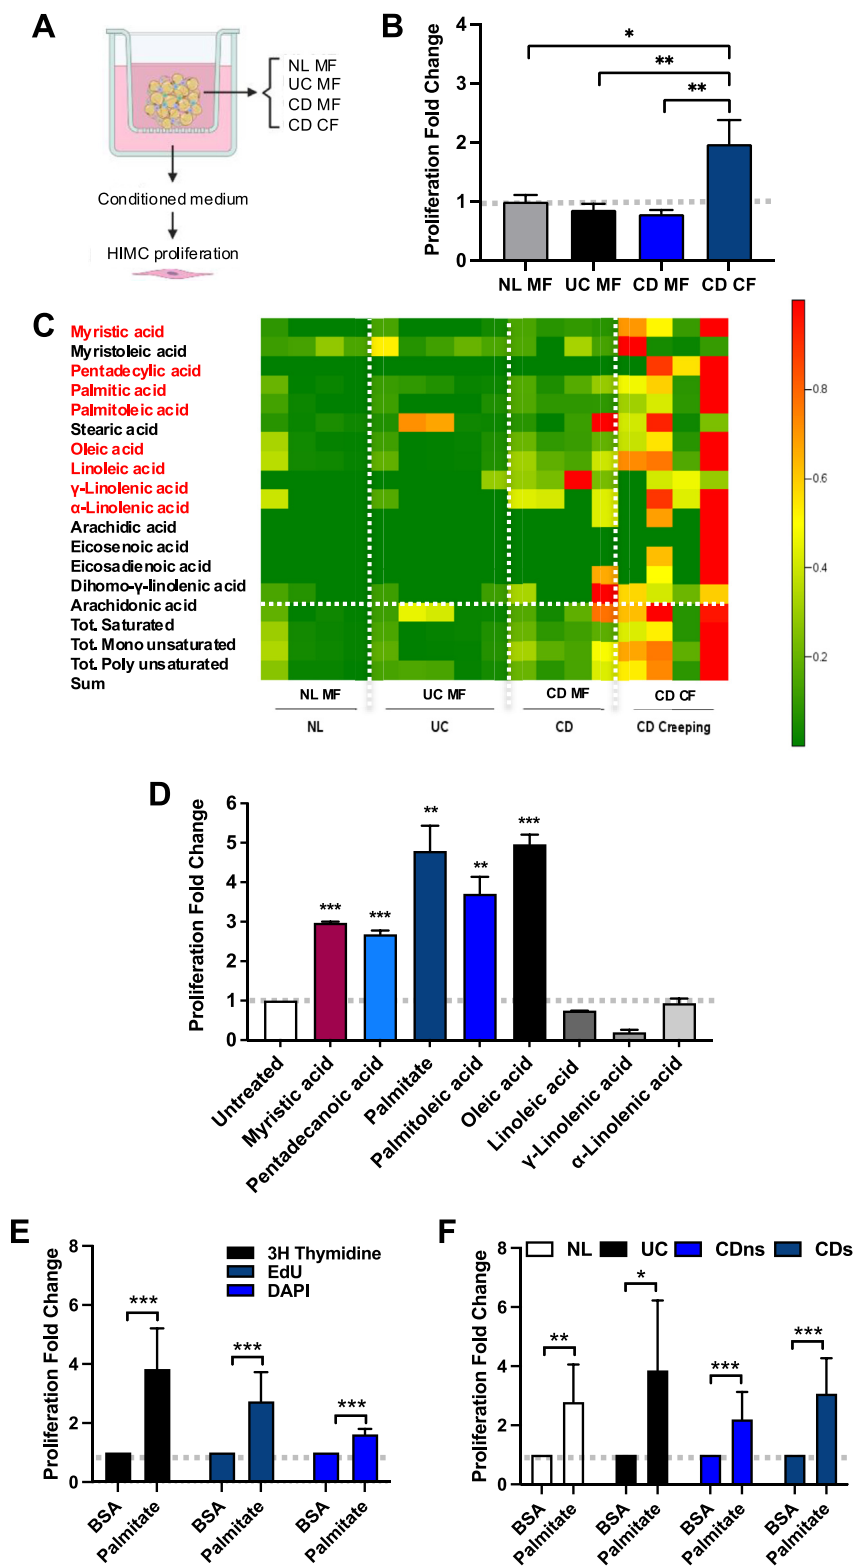 A
NL MF
UC MF
CD MF
CD CF
Conditioned medium
HIMC proliferation
B
Proliferation Fold Change
4
3
2
1
0
*
**
**
NL MF UC MF CD MF CD CF
C
Myristic acid
Myristoleic acid
Pentadecylic acid
Palmitic acid
Palmitoleic acid
Stearic acid
Oleic acid
Linoleic acid
γ-Linolenic acid
α-Linolenic acid
Arachidic acid
Eicosenoic acid
Eicosadienoic acid
Dihomo-γ-linolenic acid
Arachidonic acid
Tot. Saturated
Tot. Mono unsaturated
Tot. Poly unsaturated
Sum
NL MF UC MF CD MF CD CF
NL UC CD CD Creeping
0.8
0.6
0.4
0.2
D
Proliferation Fold Change
6
5
4
3
2
1
0
***
***
**
**
***
Untreated
Myristic acid
Pentadecanoic acid
Palmitate
Palmitoleic acid
Oleic acid
Linoleic acid
γ-Linolenic acid
α-Linolenic acid
E
Proliferation Fold Change
8
6
4
2
0
3H Thymidine
EdU
DAPI
***
***
***
BSA
Palmitate
BSA
Palmitate
BSA
Palmitate
F
NL UC CDns CDs
Proliferation Fold Change
8
6
4
2
0
**
*
***
***
BSA
Palmitate
BSA
Palmitate
BSA
Palmitate
BSA
Palmitate